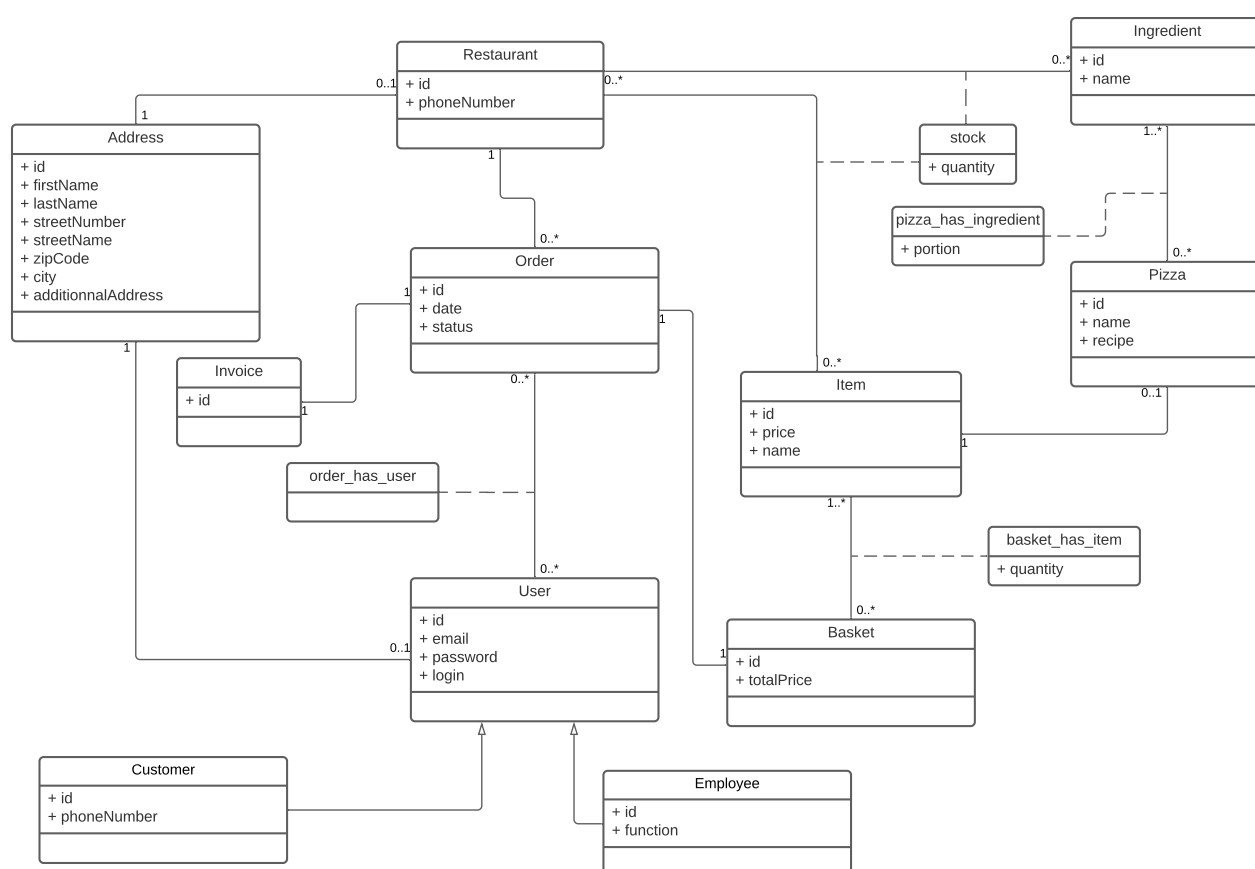 Restaurant
+ id
+ phoneNumber
Ingredient
+ id
+ name
0..1
0..*
0..*
1
Address
+ id
+ firstName
+ lastName
+ streetNumber
+ streetName
+ zipCode
+ city
+ additionnalAddress
1
1..*
stock
+ quantity
pizza_has_ingredient
+ portion
0..*
0..*
Order
+ id
+ date
+ status
Pizza
+ id
+ name
+ recipe
1
1
1
0..*
Invoice
+ id
1
0..*
Item
+ id
+ price
+ name
0..1
1
order_has_user
1..*
basket_has_item
+ quantity
0..*
0..*
User
+ id
+ email
+ password
+ login
0..1
1
Basket
+ id
+ totalPrice
Customer
+ id
+ phoneNumber
Employee
+ id
+ function